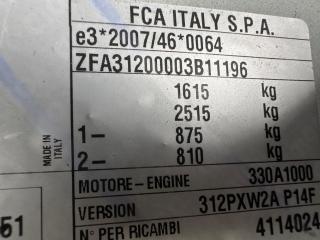 FCA ITALY S.P.A.
e3*2007/46*0064
ZFA31200003B11196
1615 kg
2515 kg
1– 875 kg
2– 810 kg
MADE IN
ITALY
MOTORE – ENGINE 330A1000
VERSION 312PXW2A P14F
51
N° PER RICAMBI 4114024